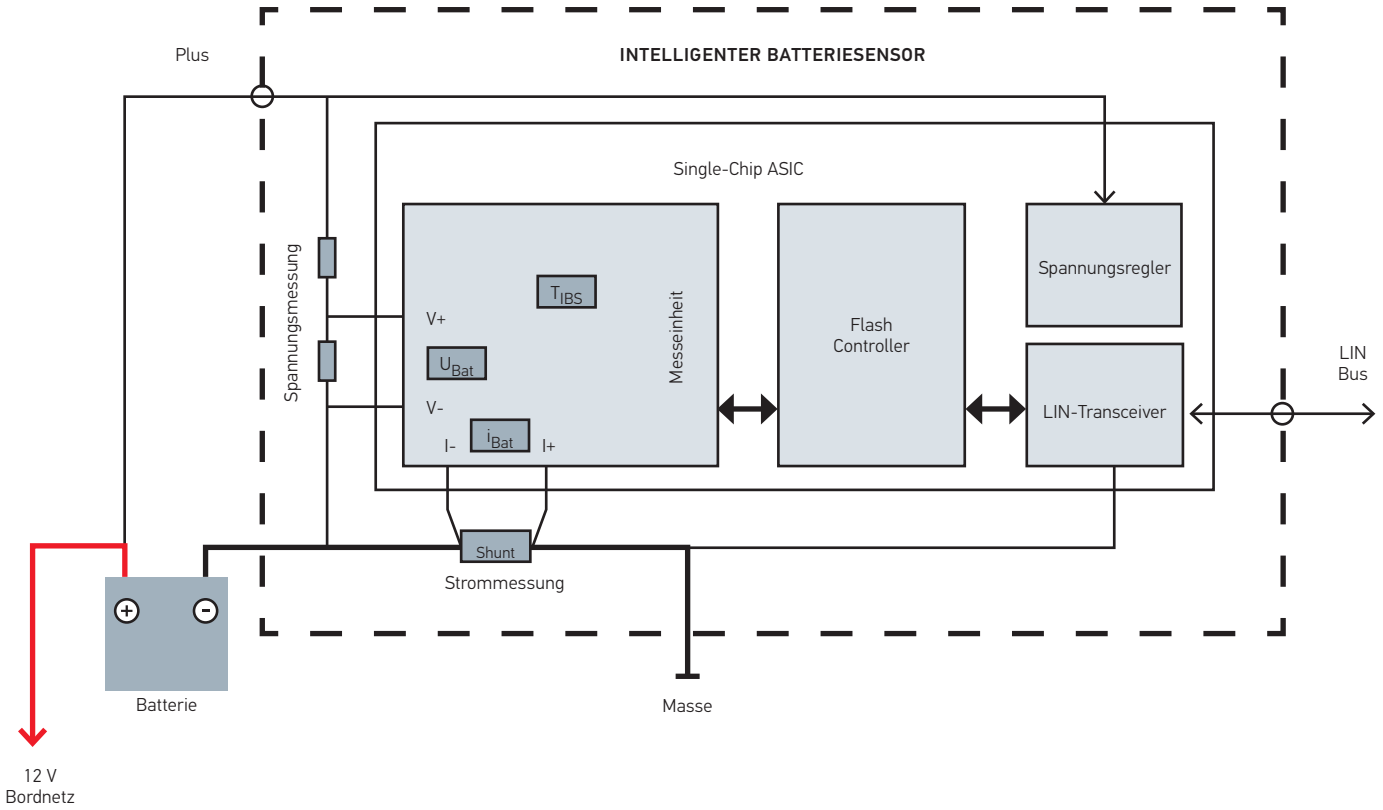 Plus
INTELLIGENTER BATTERIESENSOR
Single-Chip ASIC
Spannungsmessung
V+
U_Bat
V-
T_IBS
i_Bat
I-
I+
Messeinheit
Flash
Controller
Spannungsregler
LIN-Transceiver
LIN
Bus
Shunt
Strommessung
+
-
Batterie
Masse
12 V
Bordnetz